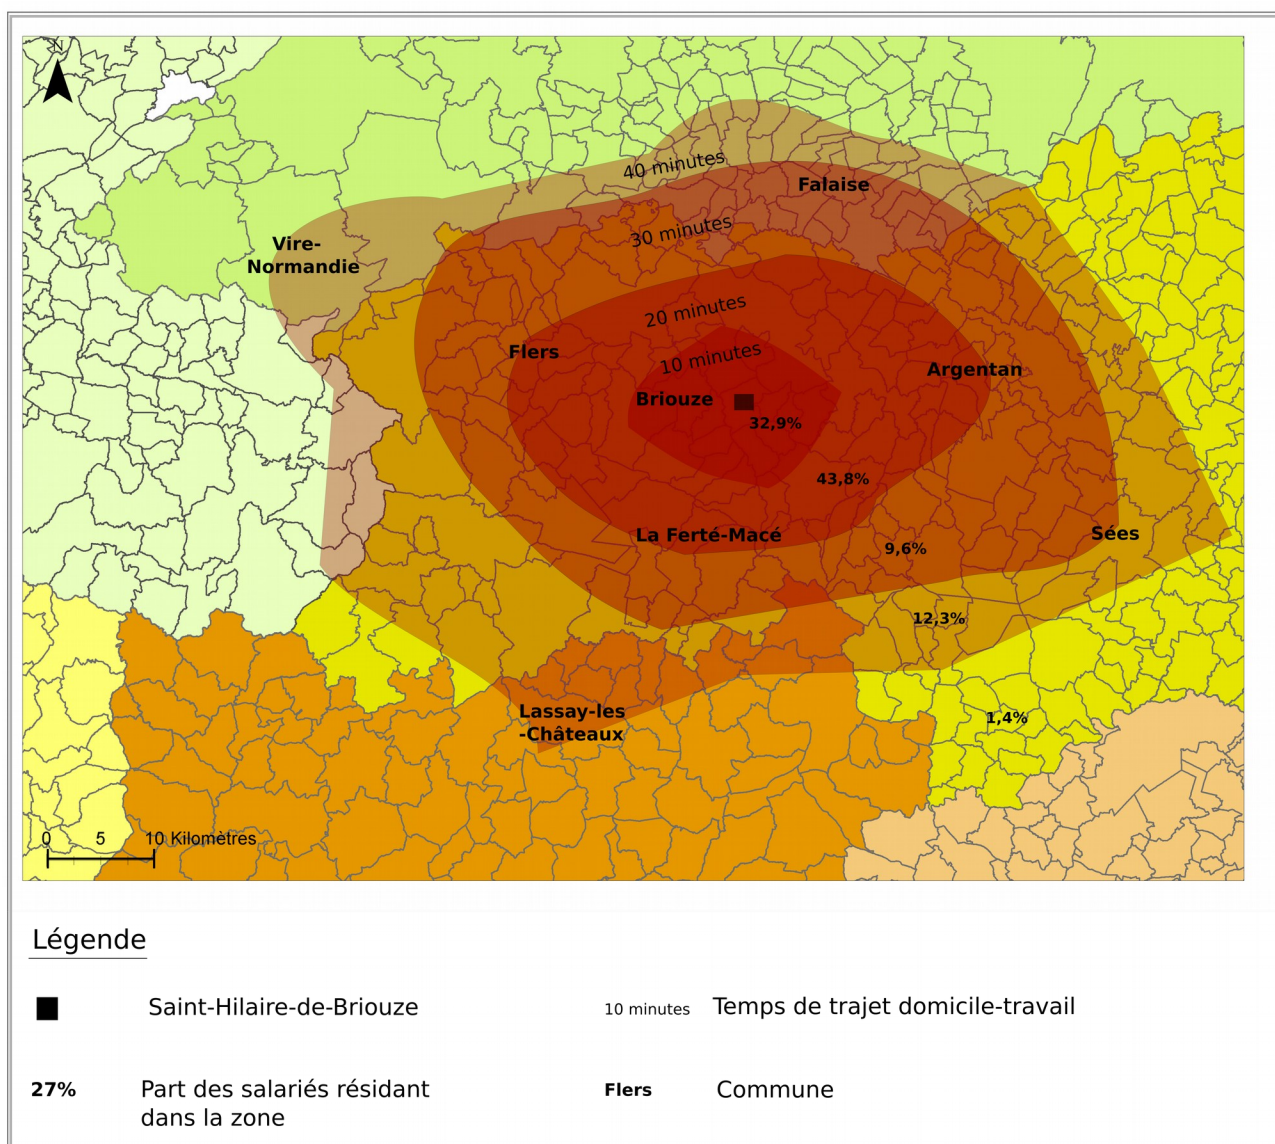 N
40 minutes
Falaise
30 minutes
Vire-
Normandie
20 minutes
Flers
10 minutes
Argentan
Briouze
32,9%
43,8%
La Ferté-Macé
Sées
9,6%
12,3%
Lassay-les
-Châteaux
1,4%
0 5 10 Kilomètres
Légende
Saint-Hilaire-de-Briouze
10 minutes Temps de trajet domicile-travail
27% Part des salariés résidant
dans la zone
Flers Commune